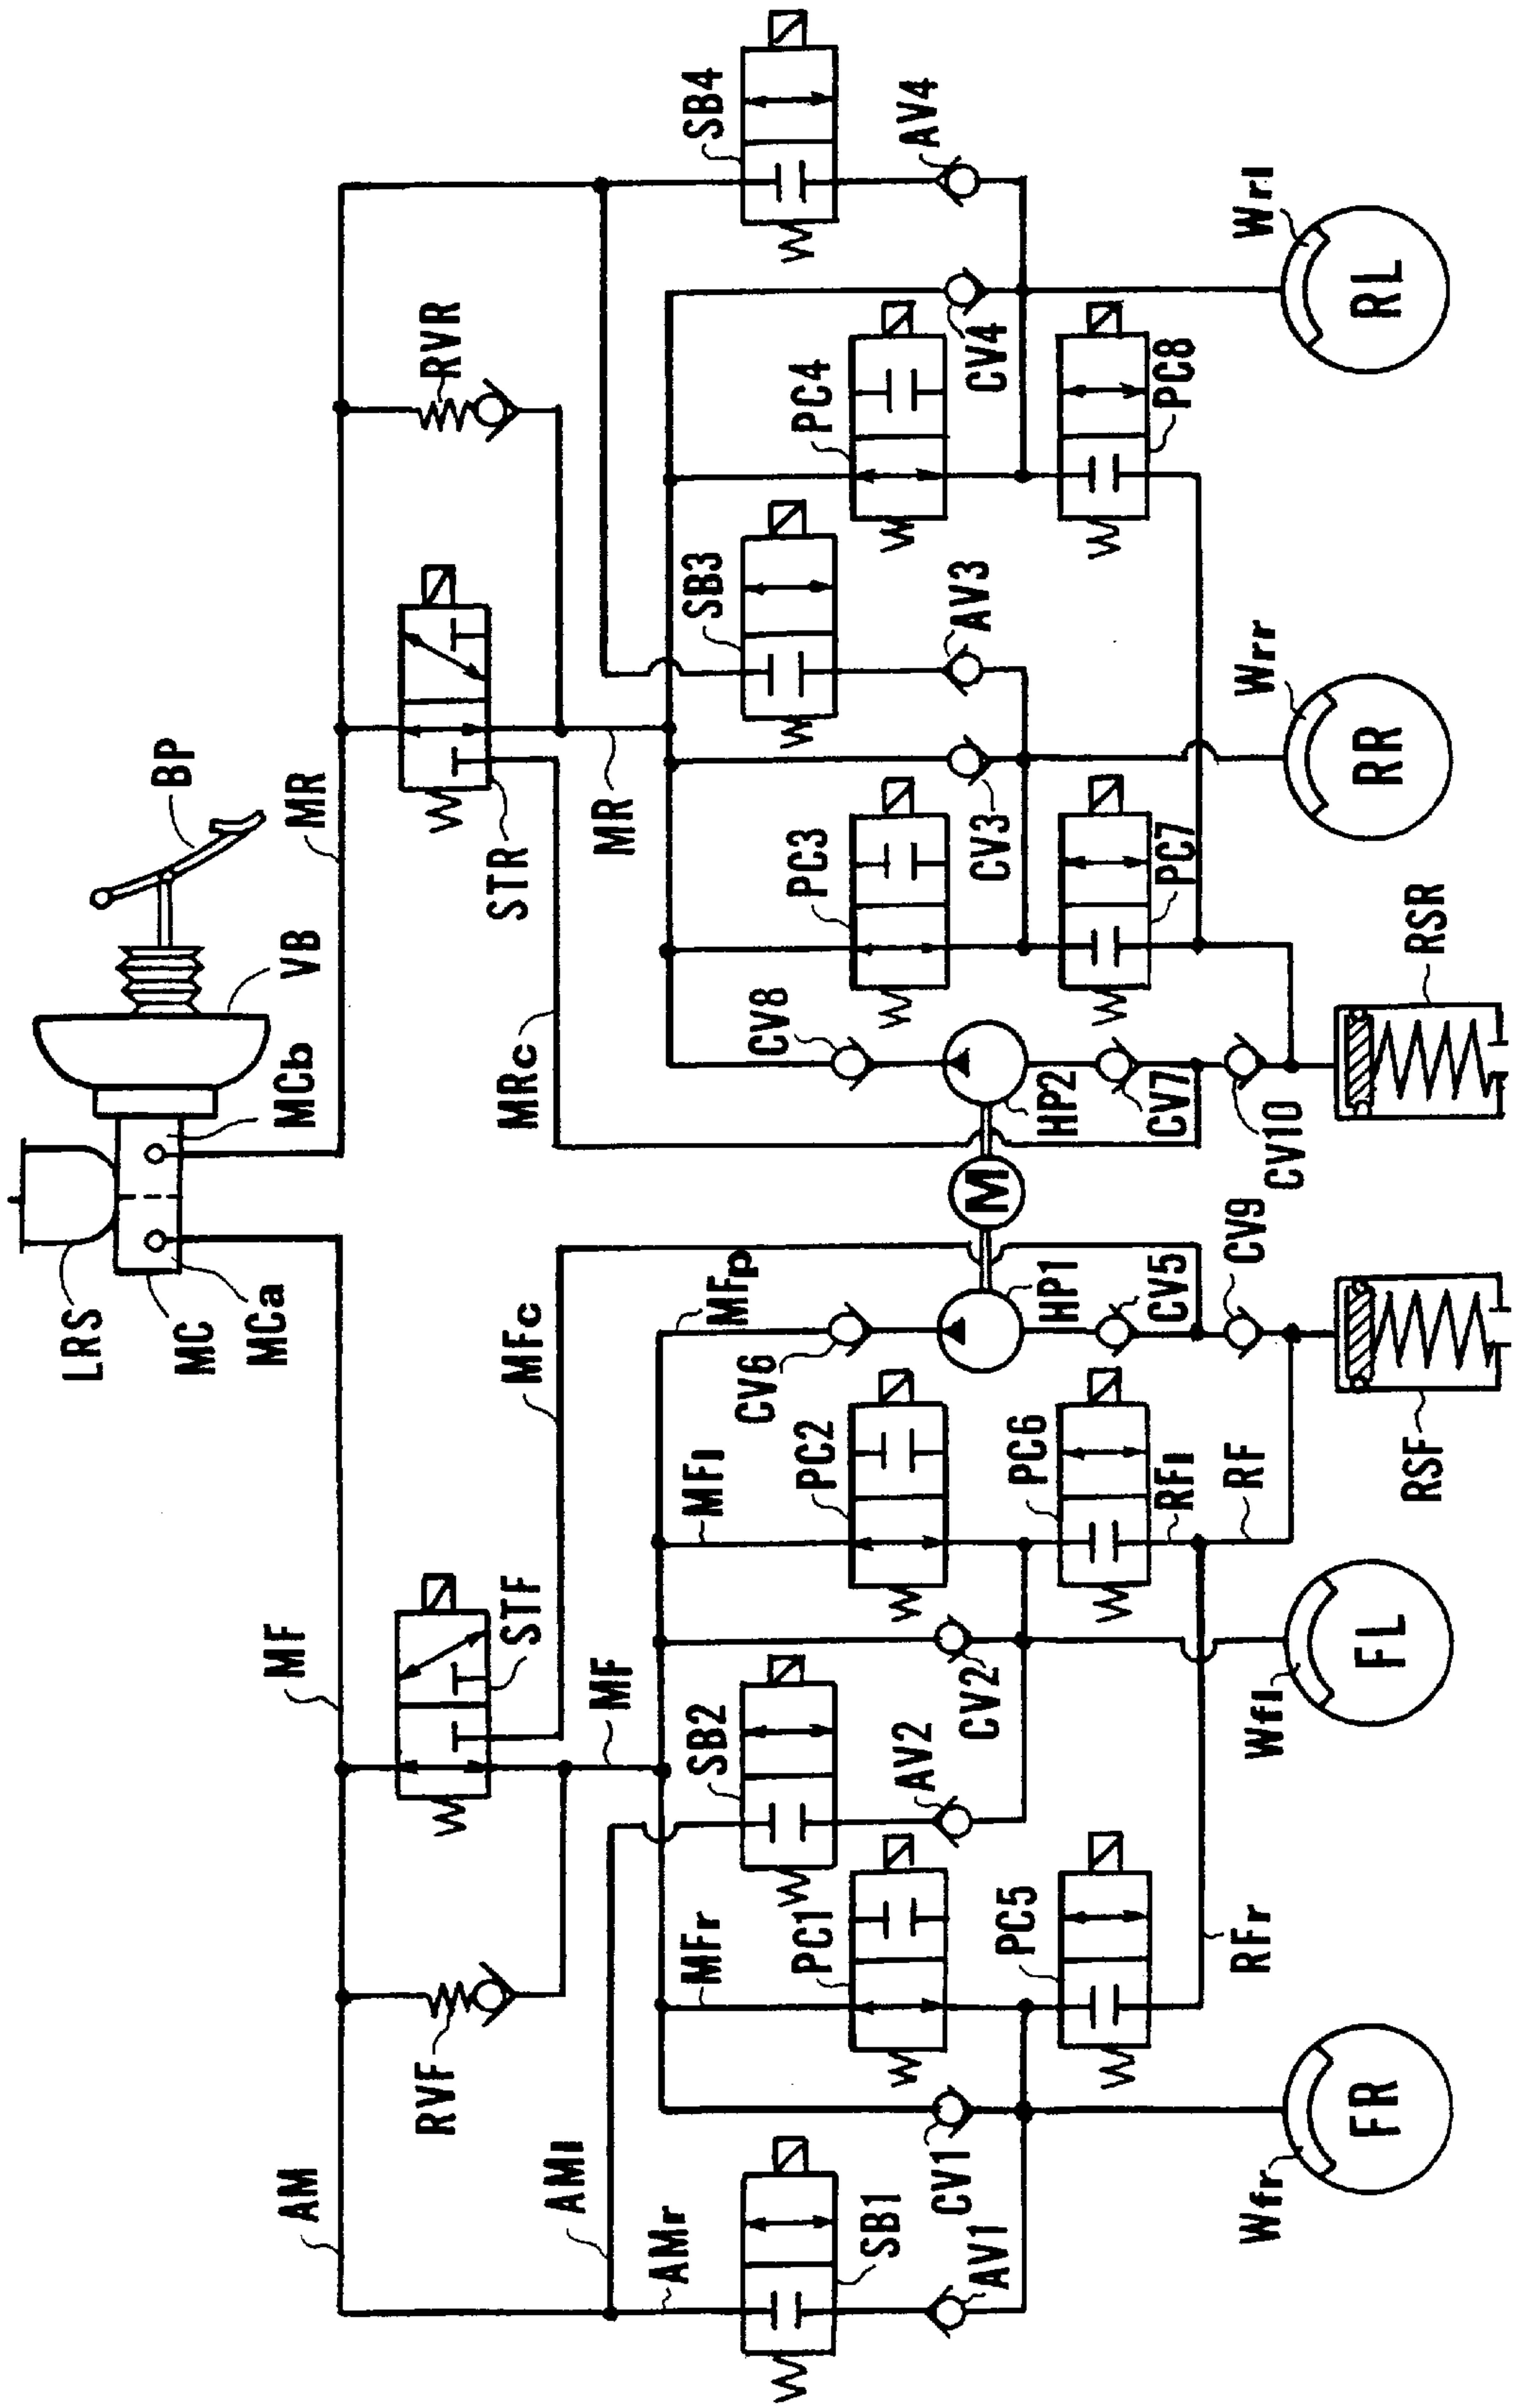 LRS
MC
MCa
MCb
VB
BP
MF
MR
AM
RVF
STF
MFc
MRc
STR
RVR
MF
MR
AMl
AMr
MFr
MFl
MFp
SB1
SB2
SB3
SB4
PC1
PC2
CV6
CV8
PC3
PC4
AV1
CV1
AV2
CV2
HP1
M
HP2
CV3
AV3
CV4
AV4
PC5
PC6
CV5
CV7
PC7
PC8
RFr
RFl
RF
CV9
CV10
Wfr
FR
Wfl
FL
RSF
RSR
Wrr
RR
Wrl
RL